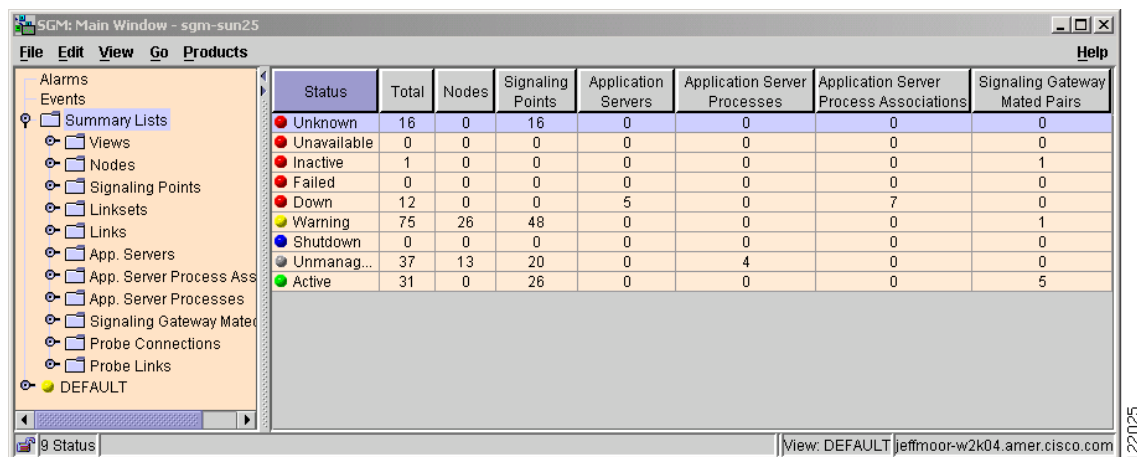 SGM: Main Window - sgm-sun25
File Edit View Go Products Help
Alarms
Events
Summary Lists
Views
Nodes
Signaling Points
Linksets
Links
App. Servers
App. Server Process Ass
App. Server Processes
Signaling Gateway Mated
Probe Connections
Probe Links
DEFAULT
Status Total Nodes Signaling Points Application Servers Application Server Processes Application Server Process Associations Signaling Gateway Mated Pairs
Unknown 16 0 16 0 0 0 0
Unavailable 0 0 0 0 0 0 0
Inactive 1 0 0 0 0 0 1
Failed 0 0 0 0 0 0 0
Down 12 0 0 5 0 7 0
Warning 75 26 48 0 0 0 1
Shutdown 0 0 0 0 0 0 0
Unmanag... 37 13 20 0 4 0 0
Active 31 0 26 0 0 0 5
9 Status View: DEFAULT jeffmoor-w2k04.amer.cisco.com